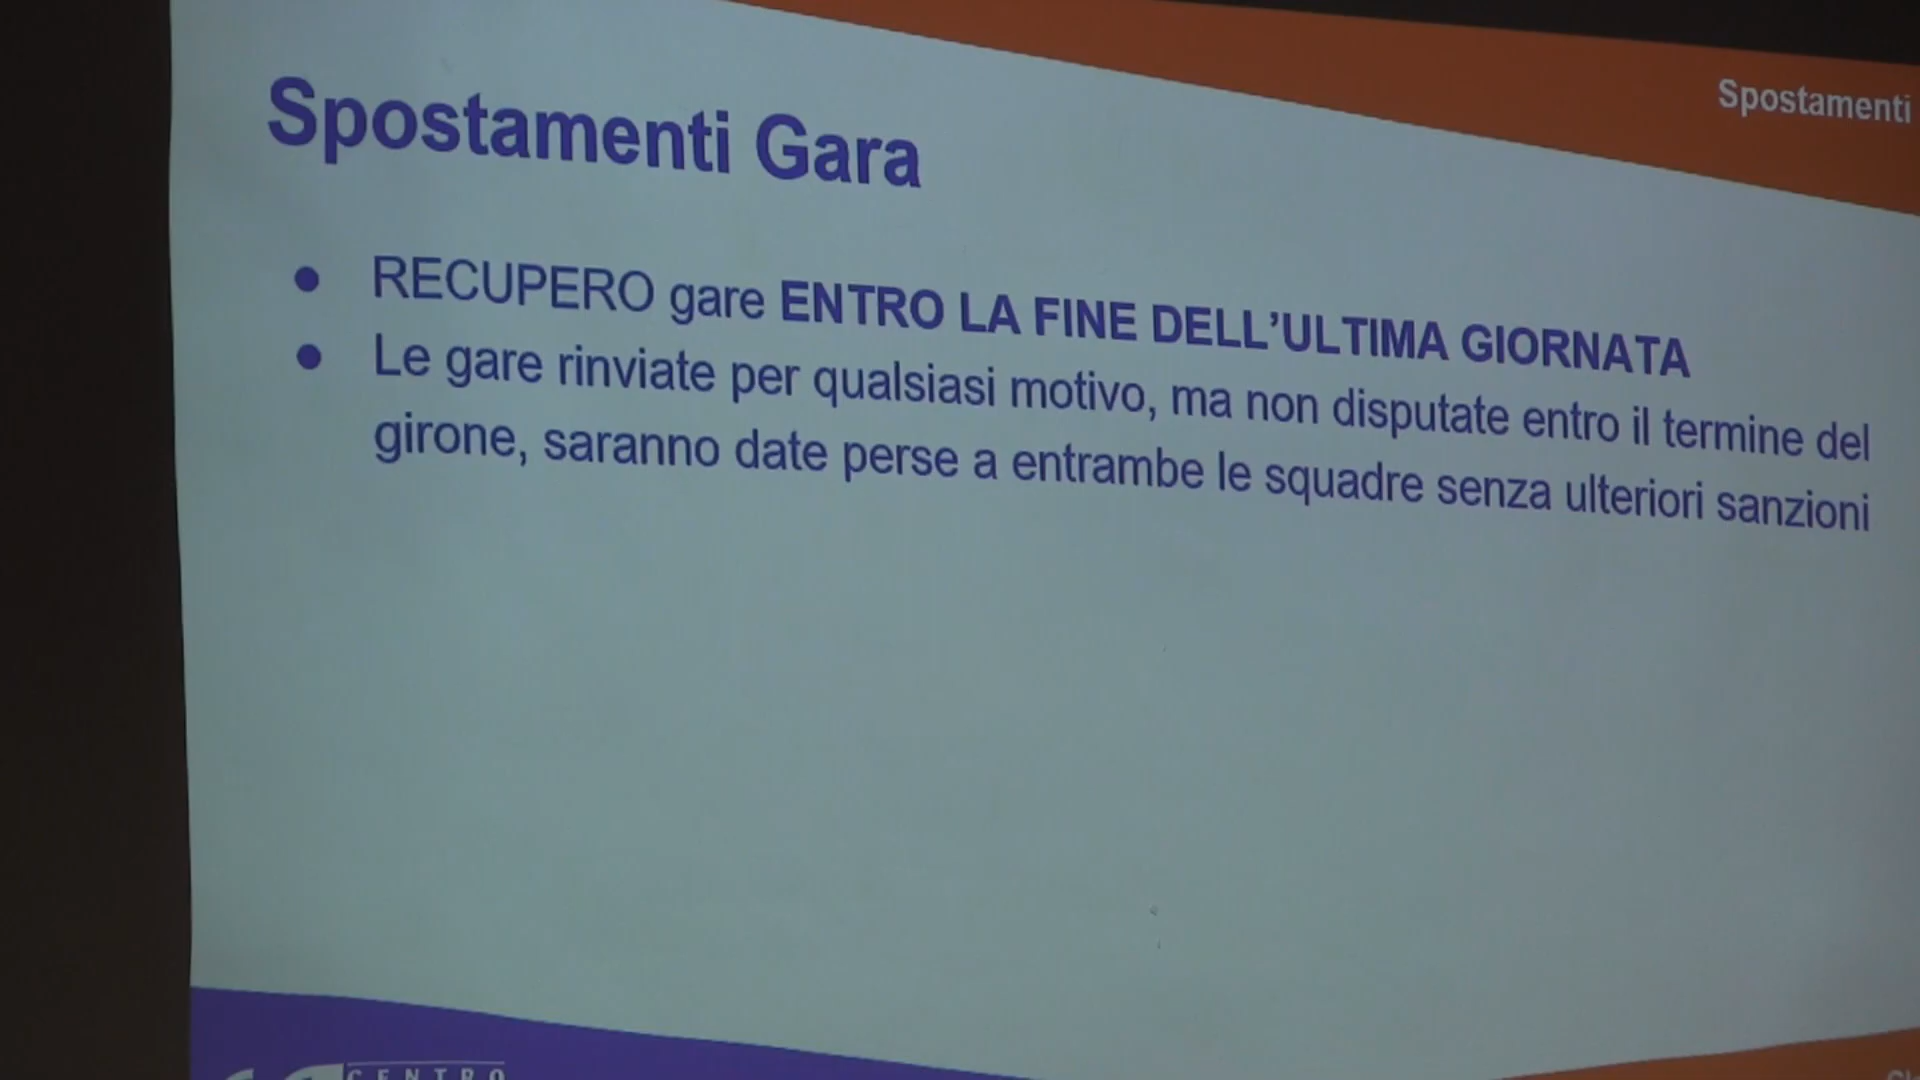 Spostamenti
Spostamenti Gara
● RECUPERO gare ENTRO LA FINE DELL'ULTIMA GIORNATA
● Le gare rinviate per qualsiasi motivo, ma non disputate entro il termine del
girone, saranno date perse a entrambe le squadre senza ulteriori sanzioni
CENTRO